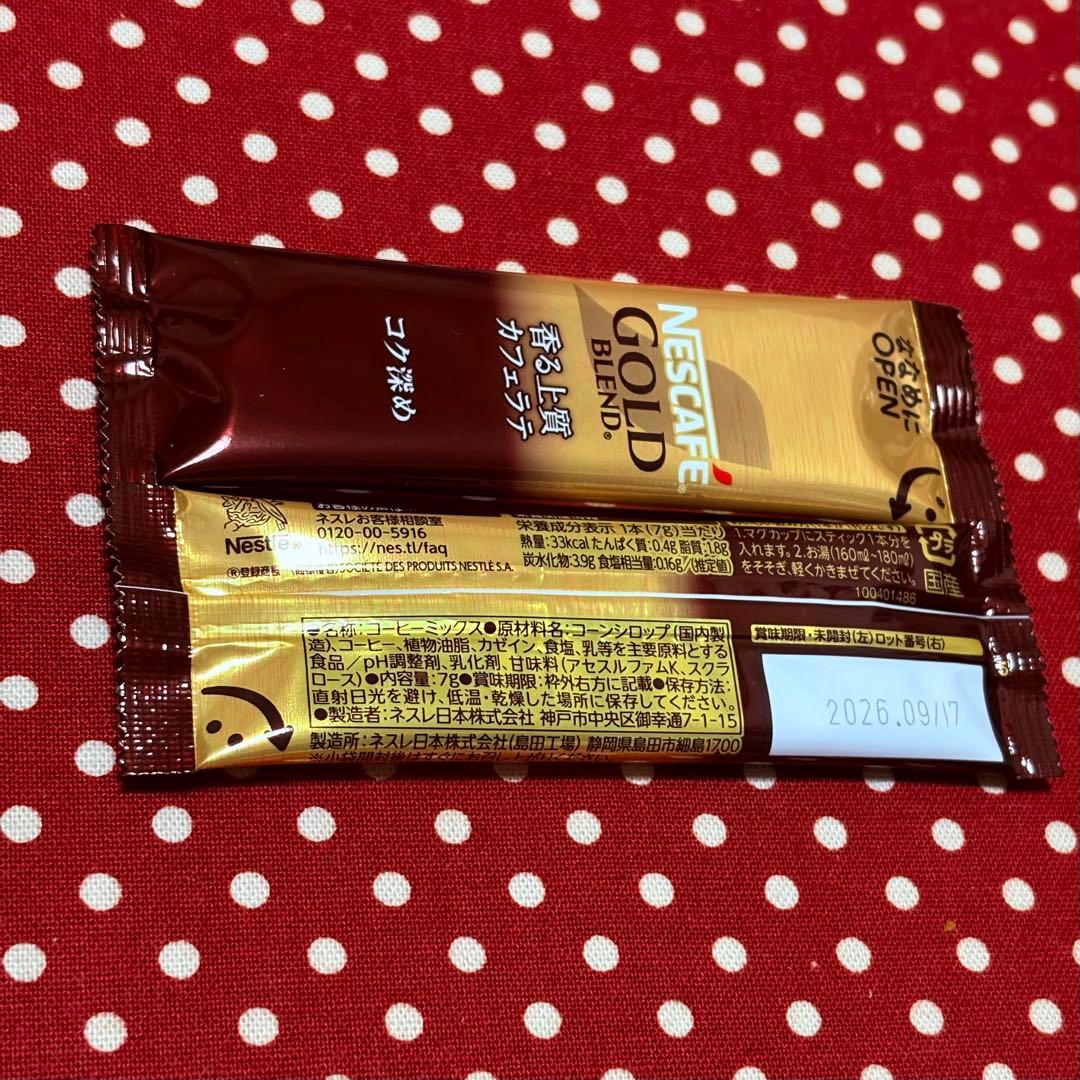 ななめに
OPEN
NESCAFÉ®
GOLD
BLEND®
香る上質
カフェラテ
コク深め
Nestlé®
ネスレお客様相談室
0120-00-5916
https://nes.tl/faq
®登録商標
SOCIÉTÉ DES PRODUITS NESTLÉ S.A.
栄養成分表示 1本(7g)当たり
熱量:33kcal たんぱく質:0.4g 脂質:1.8g
炭水化物:3.9g 食塩相当量:0.16g/(推定値)
1.マグカップにスティック1本分を
入れます。2.お湯(160㎖~180㎖)
をそそぎ、軽くかきまぜてください。
100401486
プラ
国産
●名称:コーヒーミックス●原材料名:コーンシロップ(国内製
造)、コーヒー、植物油脂、カゼイン、食塩、乳等を主要原料とする
食品/pH調整剤、乳化剤、甘味料(アセスルファムK、スクラ
ロース)●内容量:7g●賞味期限:枠外右方に記載●保存方法:
直射日光を避け、低温・乾燥した場所に保存してください。
●製造者:ネスレ日本株式会社 神戸市中央区御幸通7-1-15
製造所:ネスレ日本株式会社(島田工場) 静岡県島田市細島1700
賞味期限・未開封(左)ロット番号(右)
2026.09/17